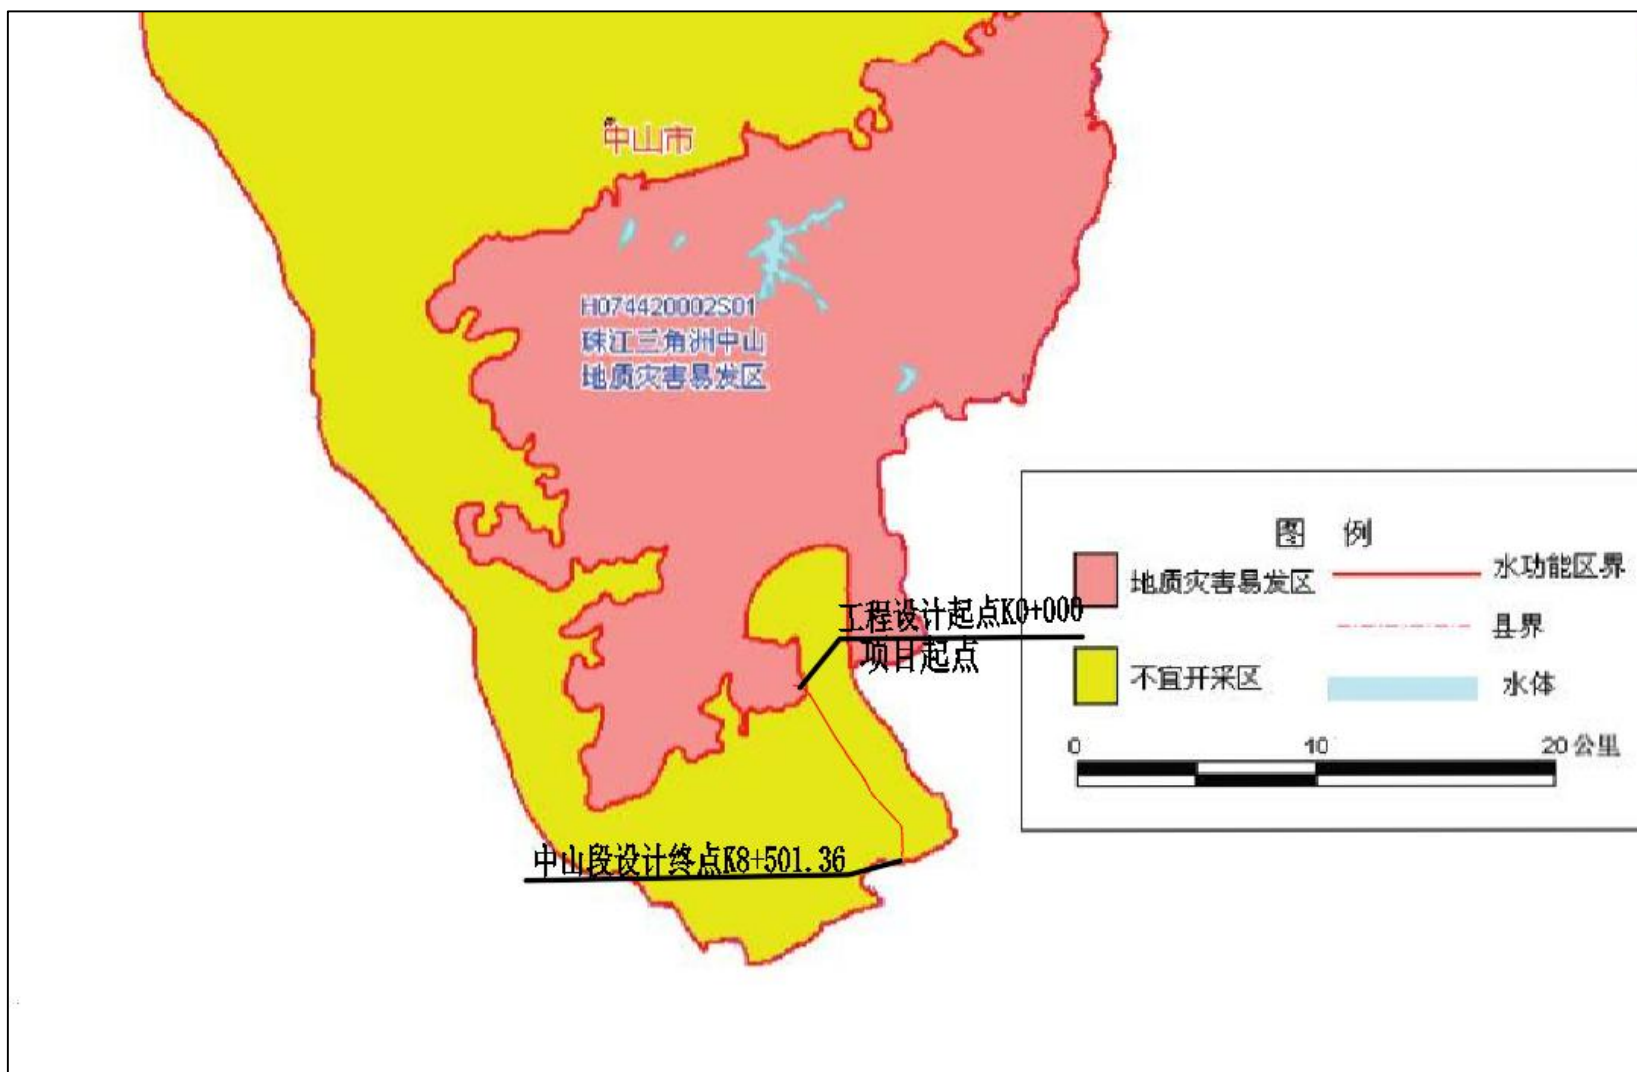 中山市
H074420002S01
珠江三角洲中山
地质灾害易发区
工程设计起点K0+000
项目起点
中山段设计终点K8+501.36
图 例
地质灾害易发区
水功能区界
县界
不宜开采区
水体
0 10 20 公里